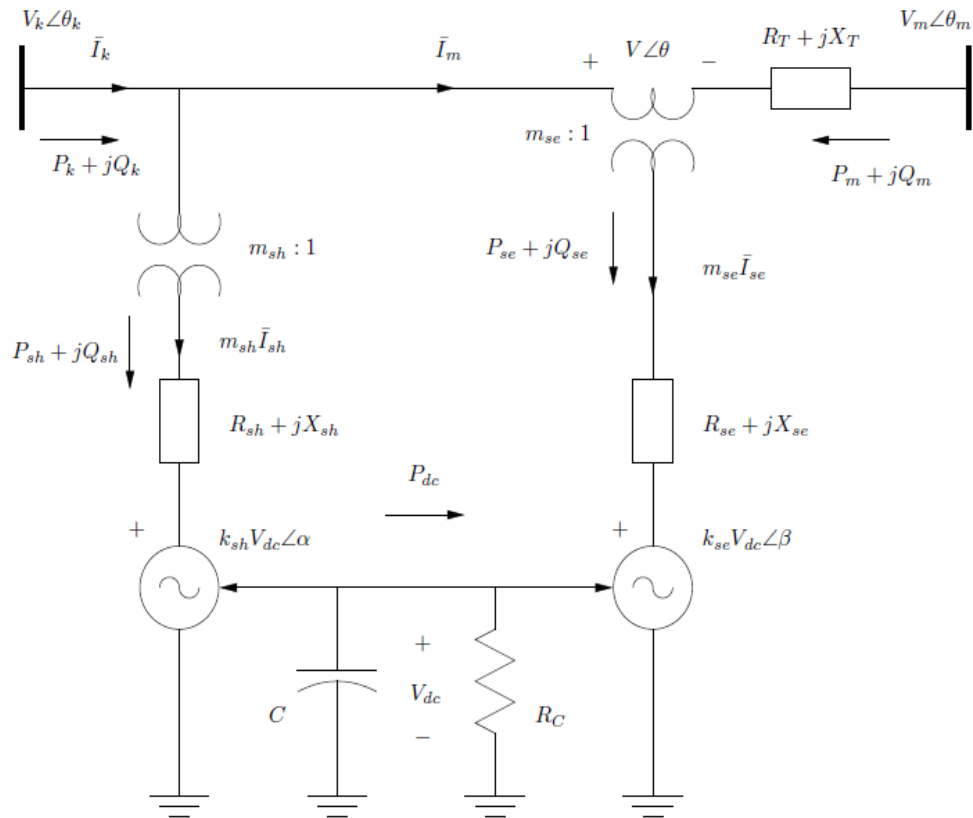 V_k∠θ_k
V_m∠θ_m
Ī_k
Ī_m
+ V∠θ −
R_T + jX_T
m_se : 1
P_k + jQ_k
P_m + jQ_m
m_sh : 1
P_se + jQ_se
m_se Ī_se
P_sh + jQ_sh
m_sh Ī_sh
R_sh + jX_sh
R_se + jX_se
P_dc
+ k_sh V_dc∠α
+ k_se V_dc∠β
+
C
V_dc
R_C
−